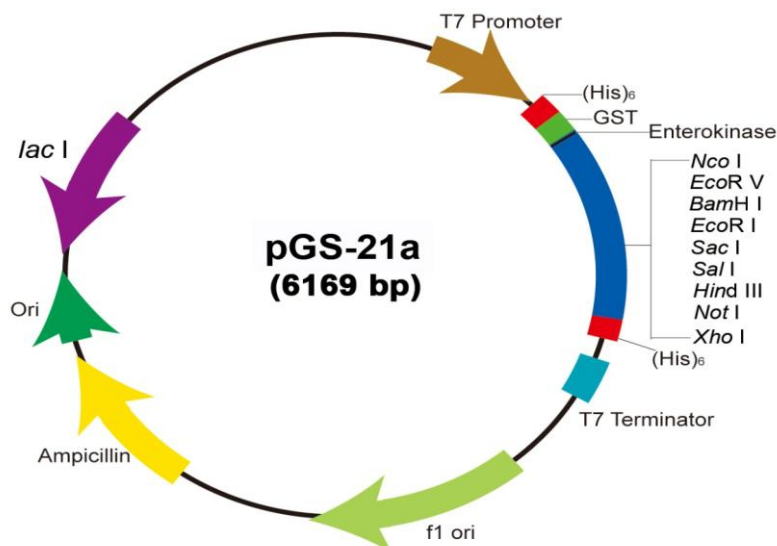 T7 Promoter
(His)₆
GST
Enterokinase
lac I
Nco I
EcoR V
BamH I
EcoR I
Sac I
Sal I
Hind III
Not I
Xho I
pGS-21a
(6169 bp)
Ori
(His)₆
T7 Terminator
Ampicillin
f1 ori